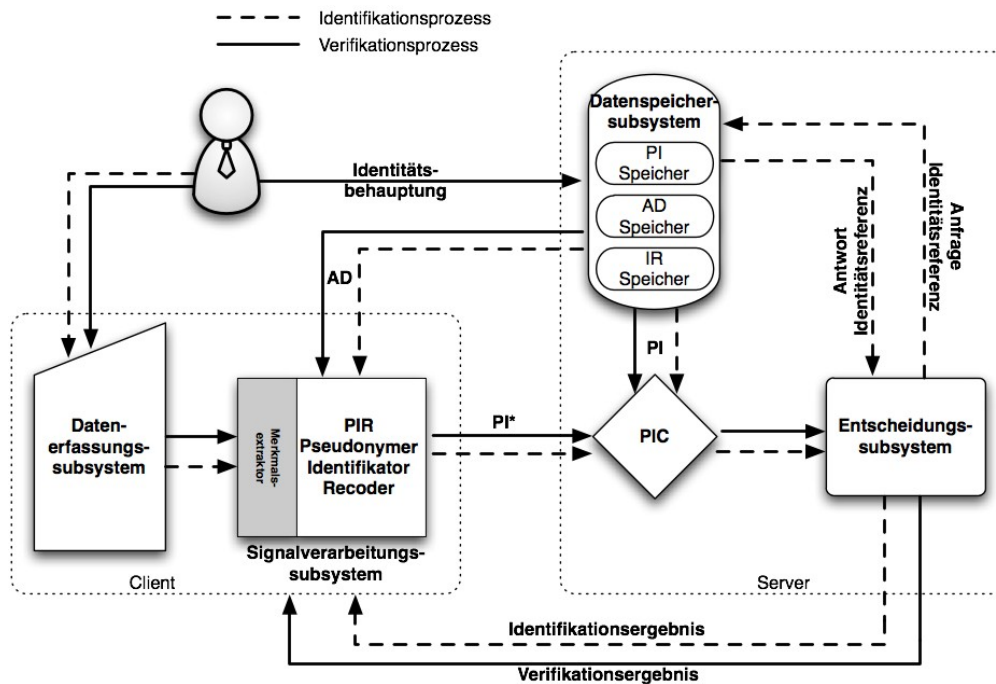 Identifikationsprozess
Verifikationsprozess
Datenspeicher-
subsystem
PI
Speicher
AD
Speicher
IR
Speicher
Identitäts-
behauptung
Antwort
Identitätsreferenz
Anfrage
Identitätsreferenz
AD
PI
Daten-
erfassungs-
subsystem
Merkmals-
extraktor
PIR
Pseudonymer
Identifikator
Recoder
PI*
PIC
Entscheidungs-
subsystem
Signalverarbeitungs-
subsystem
Client
Server
Identifikationsergebnis
Verifikationsergebnis